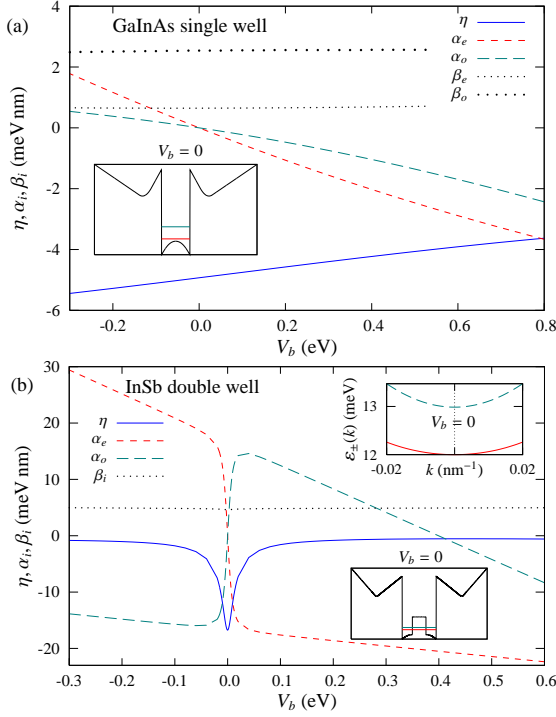 (a)
GaInAs single well
η
α_e
α_o
β_e
β_o
4
2
0
-2
-4
-6
η, α_i, β_i (meV nm)
V_b = 0
-0.2 0.0 0.2 0.4 0.6 0.8
V_b (eV)
(b)
InSb double well
η
α_e
α_o
β_i
30
20
10
0
-10
-20
η, α_i, β_i (meV nm)
13
12
ε_±(k) (meV)
V_b = 0
-0.02 0.02
k (nm⁻¹)
V_b = 0
-0.3 -0.2 -0.1 0.0 0.1 0.2 0.3 0.4 0.5 0.6
V_b (eV)